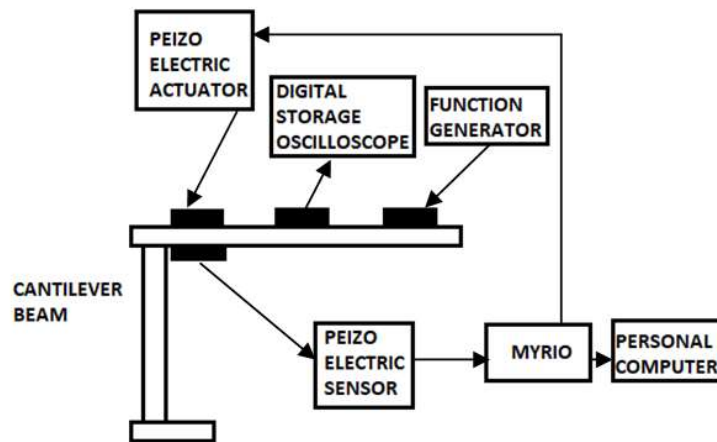 PEIZO
ELECTRIC
ACTUATOR
DIGITAL
STORAGE
OSCILLOSCOPE
FUNCTION
GENERATOR
CANTILEVER
BEAM
PEIZO
ELECTRIC
SENSOR
MYRIO
PERSONAL
COMPUTER